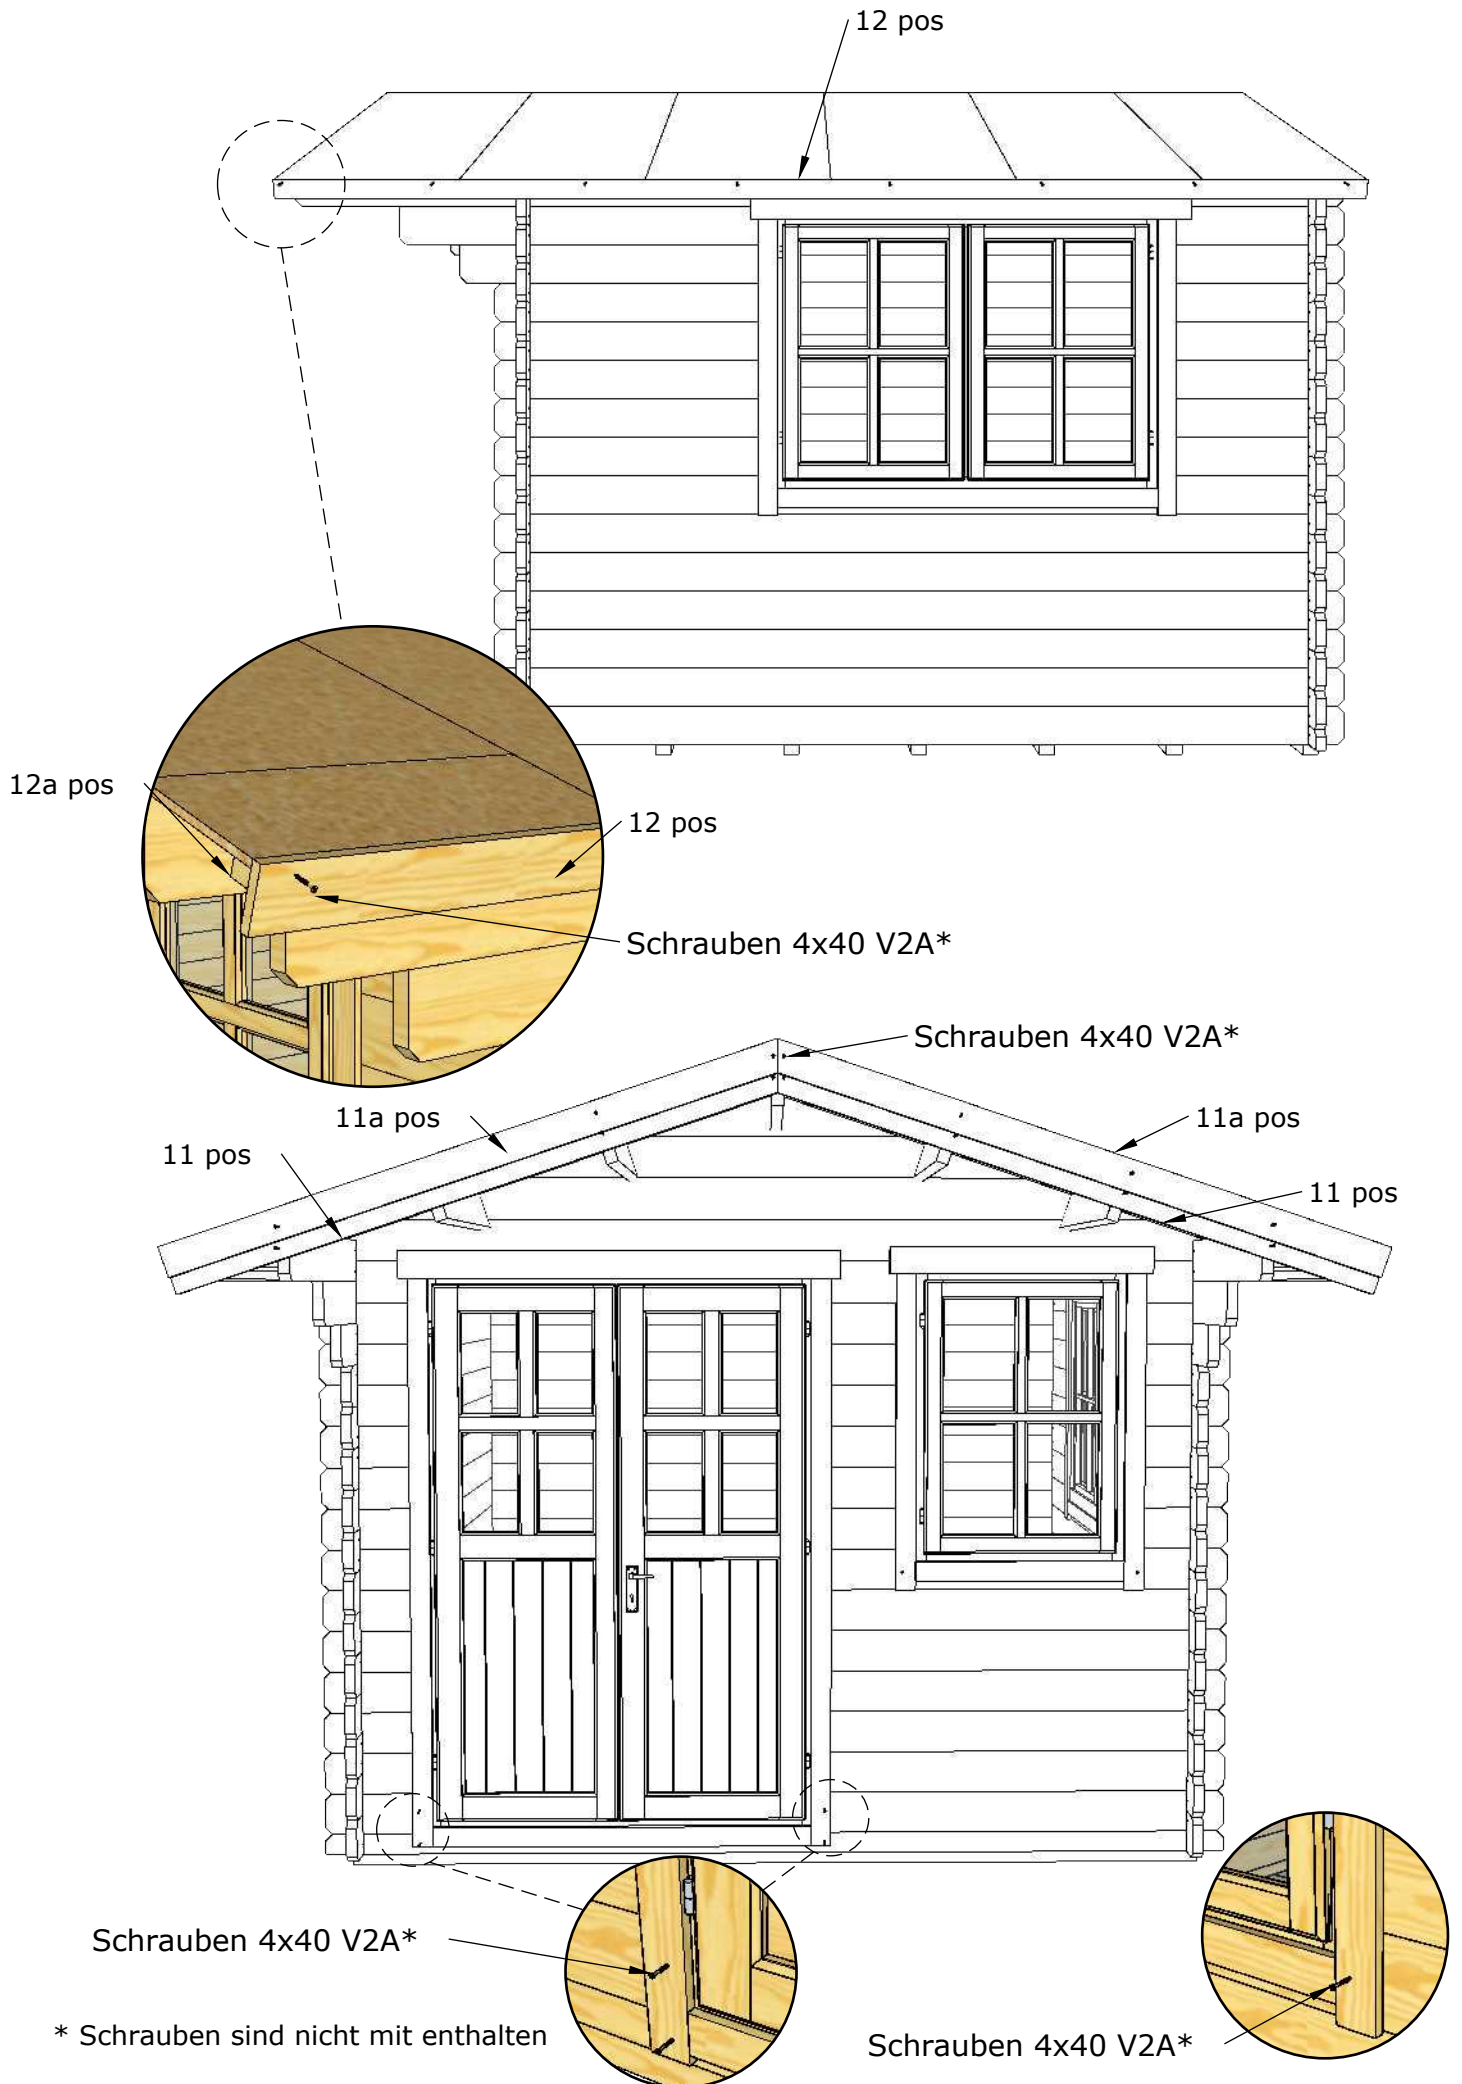 12 pos
12a pos
12 pos
Schrauben 4x40 V2A*
Schrauben 4x40 V2A*
11a pos
11a pos
11 pos
11 pos
Schrauben 4x40 V2A*
* Schrauben sind nicht mit enthalten
Schrauben 4x40 V2A*